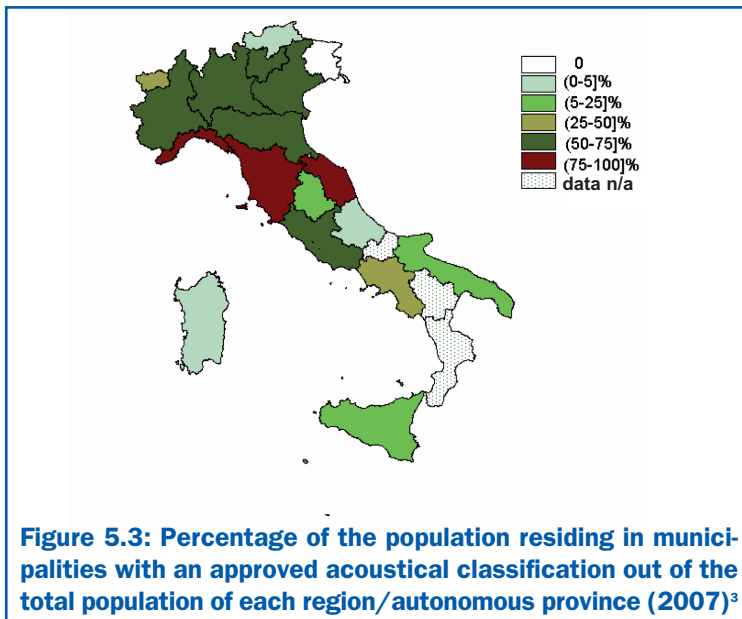 0
(0-5]%
(5-25]%
(25-50]%
(50-75]%
(75-100]%
data n/a
Figure 5.3: Percentage of the population residing in munici-
palities with an approved acoustical classification out of the
total population of each region/autonomous province (2007)³